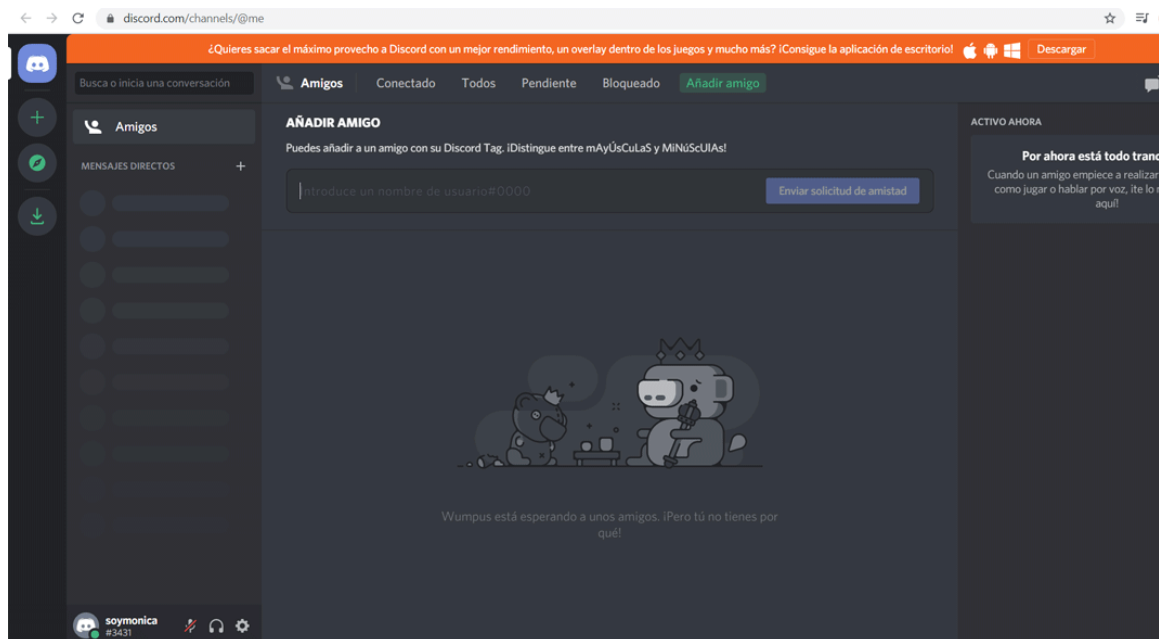 discord.com/channels/@me
¿Quieres sacar el máximo provecho a Discord con un mejor rendimiento, un overlay dentro de los juegos y mucho más? ¡Consigue la aplicación de escritorio!
Descargar
Busca o inicia una conversación
Amigos
Conectado
Todos
Pendiente
Bloqueado
Añadir amigo
Amigos
MENSAJES DIRECTOS
AÑADIR AMIGO
Puedes añadir a un amigo con su Discord Tag. ¡Distingue entre mAyÚsCuLaS y MiNúScUlAs!
Introduce un nombre de usuario#0000
Enviar solicitud de amistad
Wumpus está esperando a unos amigos. ¡Pero tú no tienes por
qué!
ACTIVO AHORA
Por ahora está todo tranq
Cuando un amigo empiece a realizar
como jugar o hablar por voz, ¡te lo
aquí!
soymonica
#3431